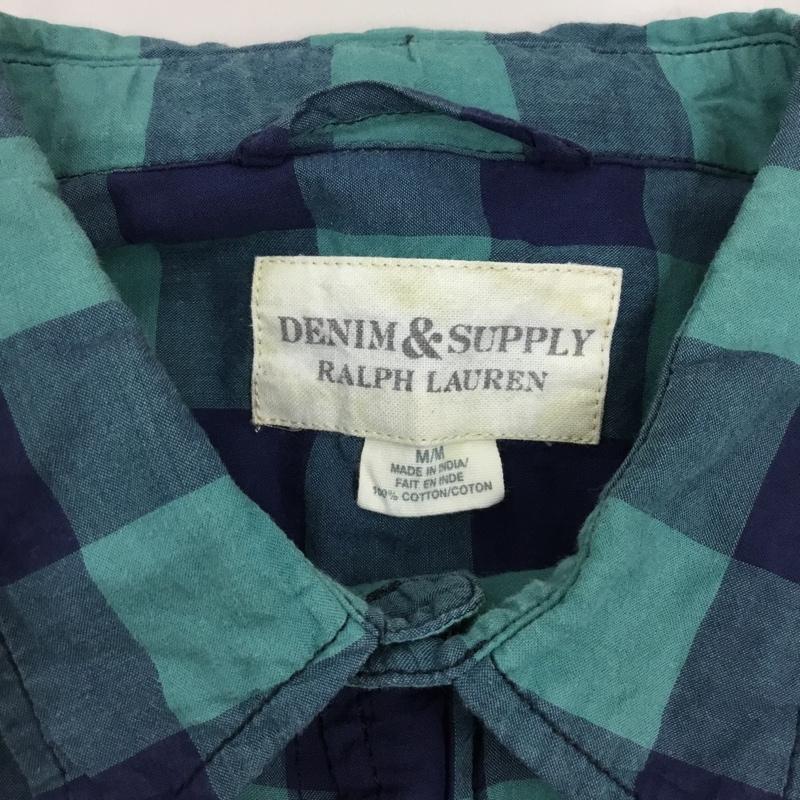 DENIM & SUPPLY
RALPH LAUREN
M/M
MADE IN INDIA/
FAIT EN INDE
100% COTTON/COTON